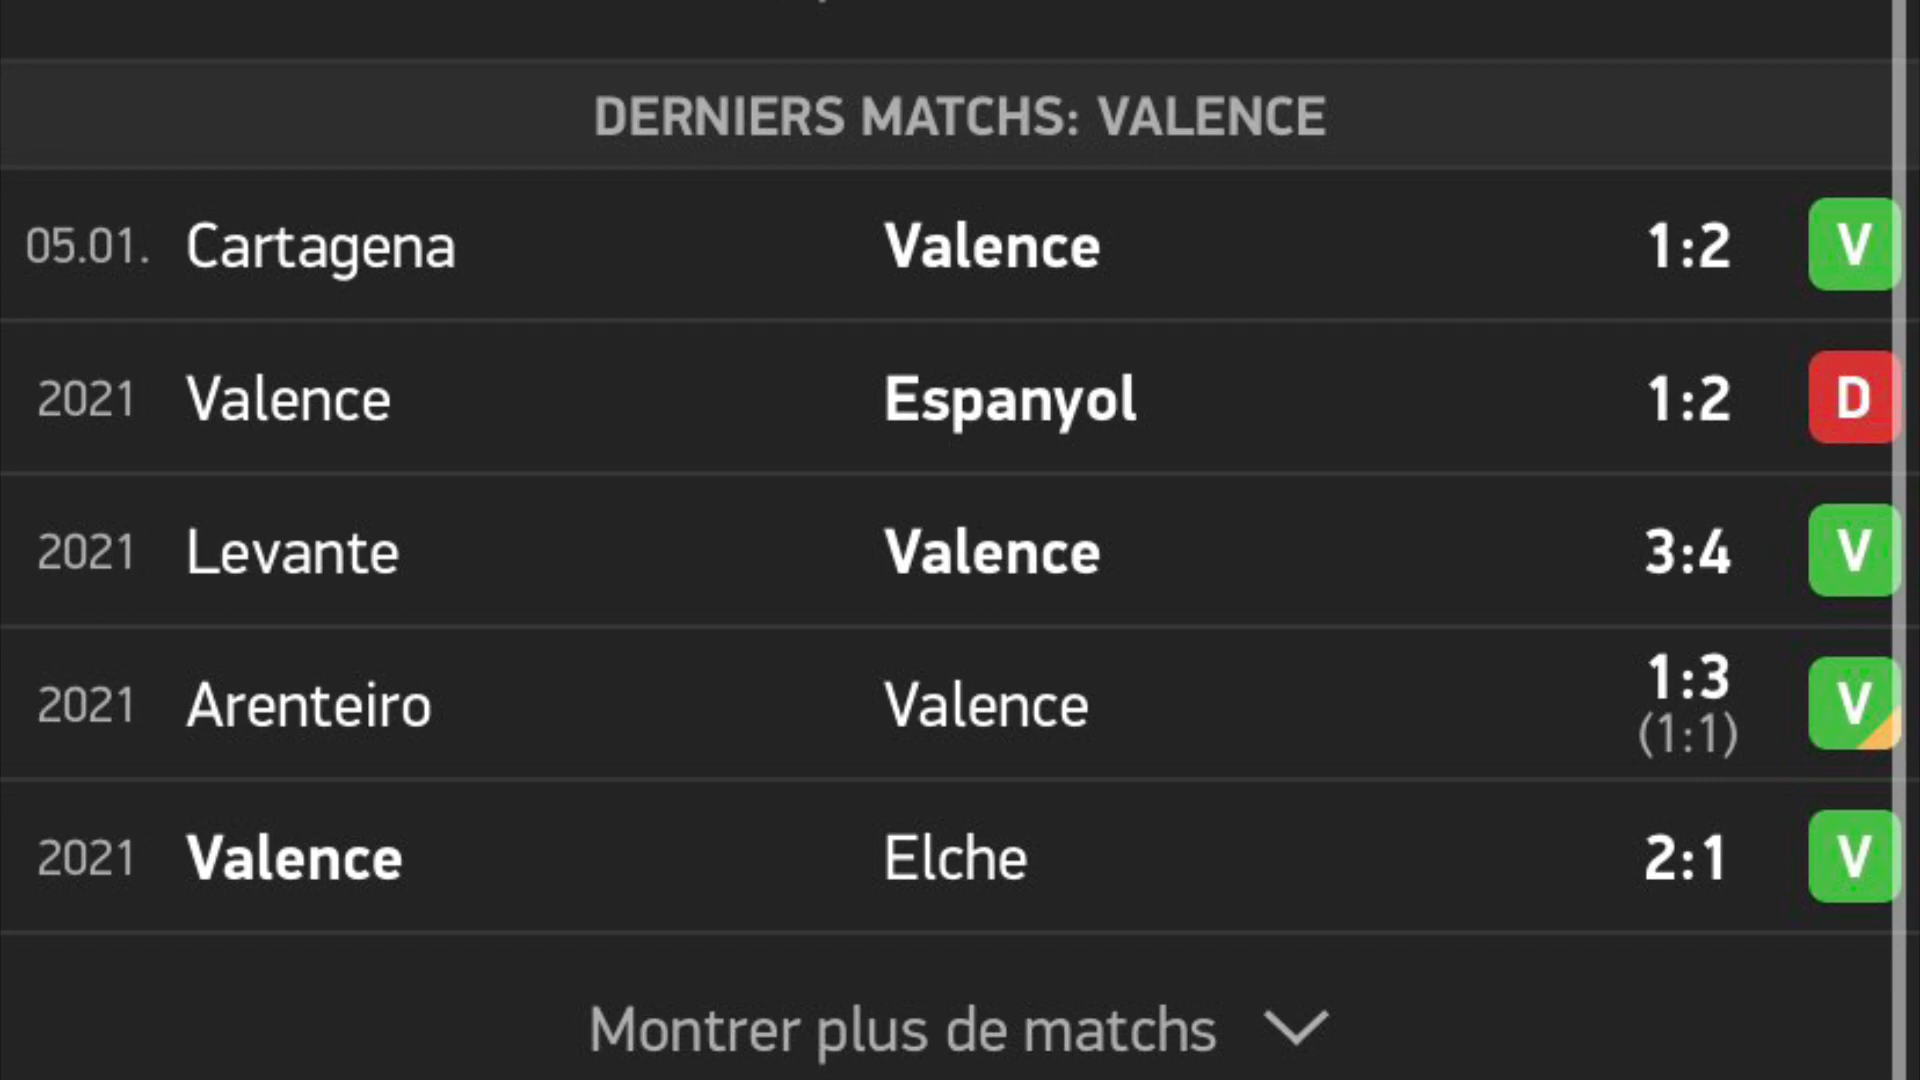 DERNIERS MATCHS: VALENCE
05.01. Cartagena Valence 1:2 V
2021 Valence Espanyol 1:2 D
2021 Levante Valence 3:4 V
2021 Arenteiro Valence 1:3 (1:1) V
2021 Valence Elche 2:1 V
Montrer plus de matchs